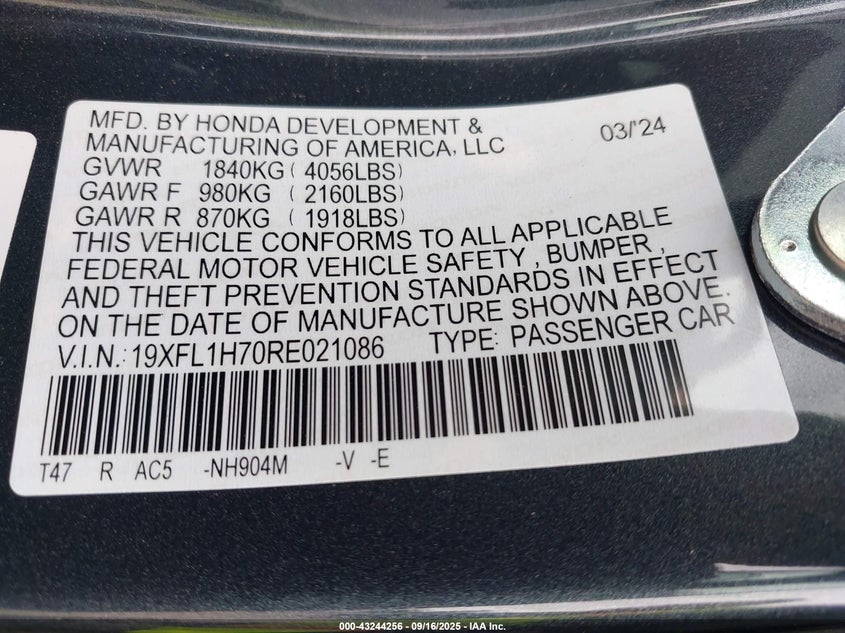 MFD. BY HONDA DEVELOPMENT &
MANUFACTURING OF AMERICA, LLC
03/'24
GVWR 1840KG ( 4056LBS)
GAWR F 980KG ( 2160LBS)
GAWR R 870KG ( 1918LBS)
THIS VEHICLE CONFORMS TO ALL APPLICABLE
FEDERAL MOTOR VEHICLE SAFETY , BUMPER ,
AND THEFT PREVENTION STANDARDS IN EFFECT
ON THE DATE OF MANUFACTURE SHOWN ABOVE.
V.I.N.: 19XFL1H70RE021086 TYPE: PASSENGER CAR
T47 R AC5 -NH904M -V -E
000-43244256 - 09/16/2025 - IAA Inc.